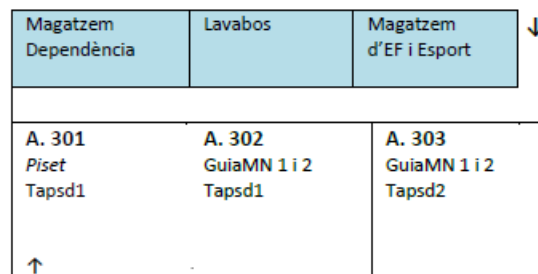 Magatzem
Dependència
Lavabos
Magatzem
d'EF i Esport
↓
A. 301
Piset
Tapsd1
↑
A. 302
GuiaMN 1 i 2
Tapsd1
A. 303
GuiaMN 1 i 2
Tapsd2